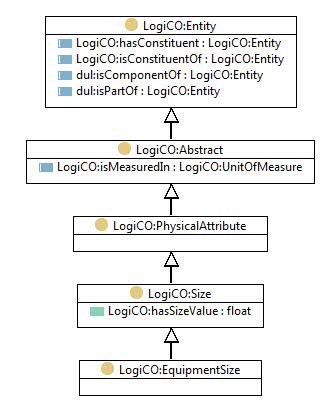 LogiCO:Entity
LogiCO:hasConstituent : LogiCO:Entity
LogiCO:isConstituentOf : LogiCO:Entity
dul:isComponentOf : LogiCO:Entity
dul:isPartOf : LogiCO:Entity
LogiCO:Abstract
LogiCO:isMeasuredIn : LogiCO:UnitOfMeasure
LogiCO:PhysicalAttribute
LogiCO:Size
LogiCO:hasSizeValue : float
LogiCO:EquipmentSize